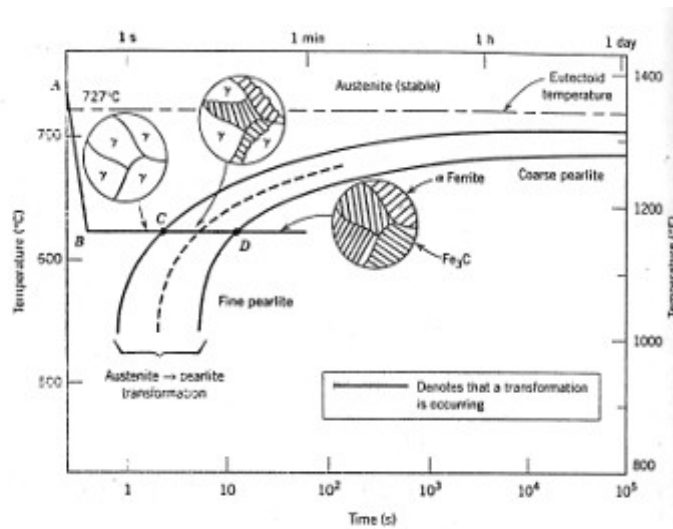 1 s
1 min
1 h
1 day
A
727°C
γ
γ
γ
γ
γ
γ
γ
Austenite (stable)
Eutectoid
temperature
1400
700
α Ferrite
Coarse pearlite
C
B
D
1200
600
Fe₃C
Fine pearlite
Temperature (°C)
1000
Austenite → pearlite
transformation
Denotes that a transformation
is occurring
800
1
10
10²
10³
10⁴
10⁵
Time (s)